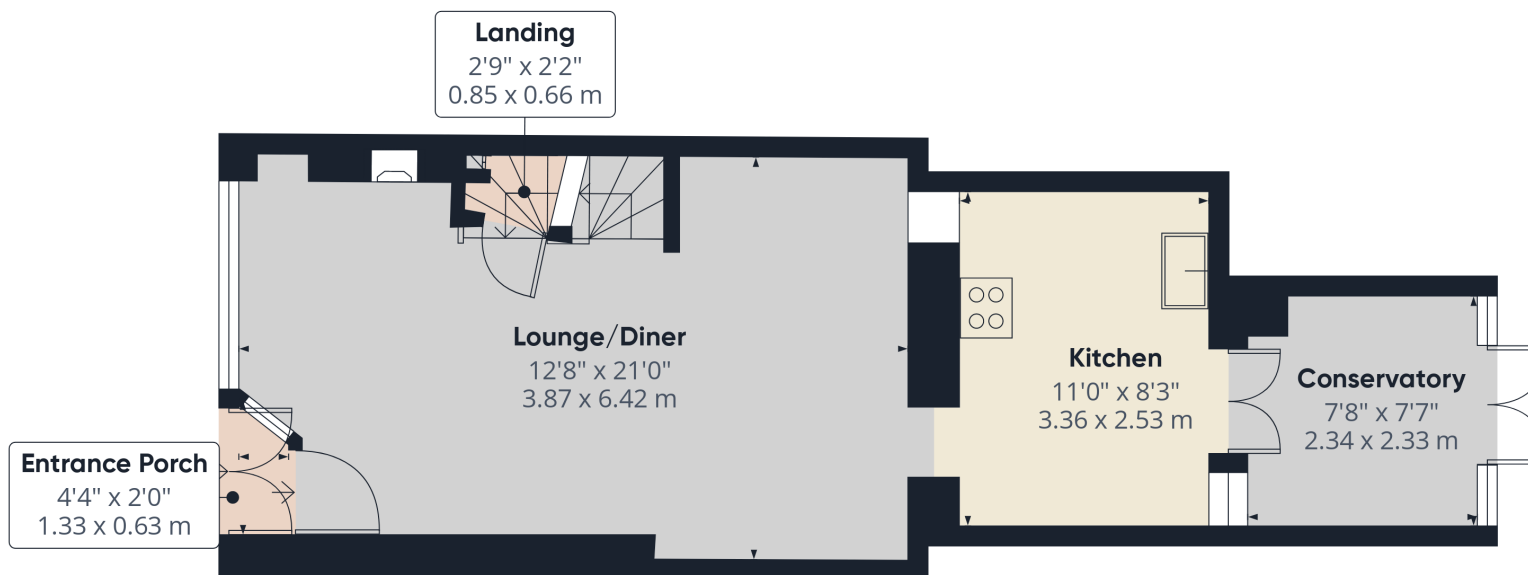 Landing
2'9" x 2'2"
0.85 x 0.66 m
Lounge/Diner
12'8" x 21'0"
3.87 x 6.42 m
Kitchen
11'0" x 8'3"
3.36 x 2.53 m
Conservatory
7'8" x 7'7"
2.34 x 2.33 m
Entrance Porch
4'4" x 2'0"
1.33 x 0.63 m